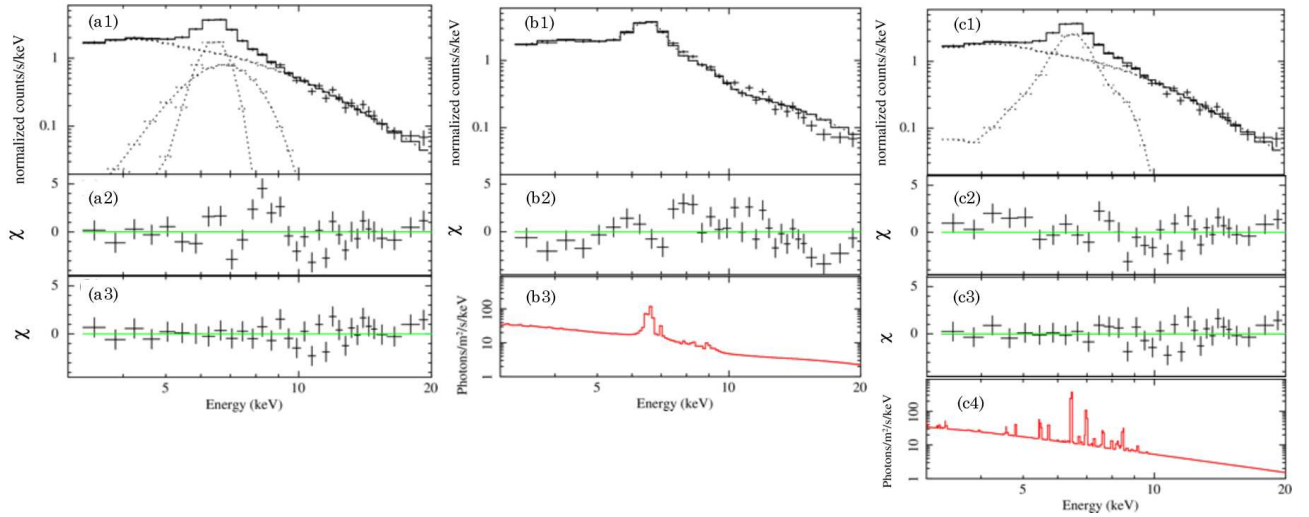 (a1)
normalized counts/s/keV
1
0.1
(a2)
χ
5
0
(a3)
χ
5
0
5
10
20
Energy (keV)
(b1)
normalized counts/s/keV
1
0.1
(b2)
χ
5
0
(b3)
Photons/m²/s/keV
100
10
1
5
10
20
Energy (keV)
(c1)
normalized counts/s/keV
1
0.1
(c2)
χ
5
0
(c3)
χ
5
0
(c4)
Photons/m²/s/keV
100
10
1
5
10
20
Energy (keV)